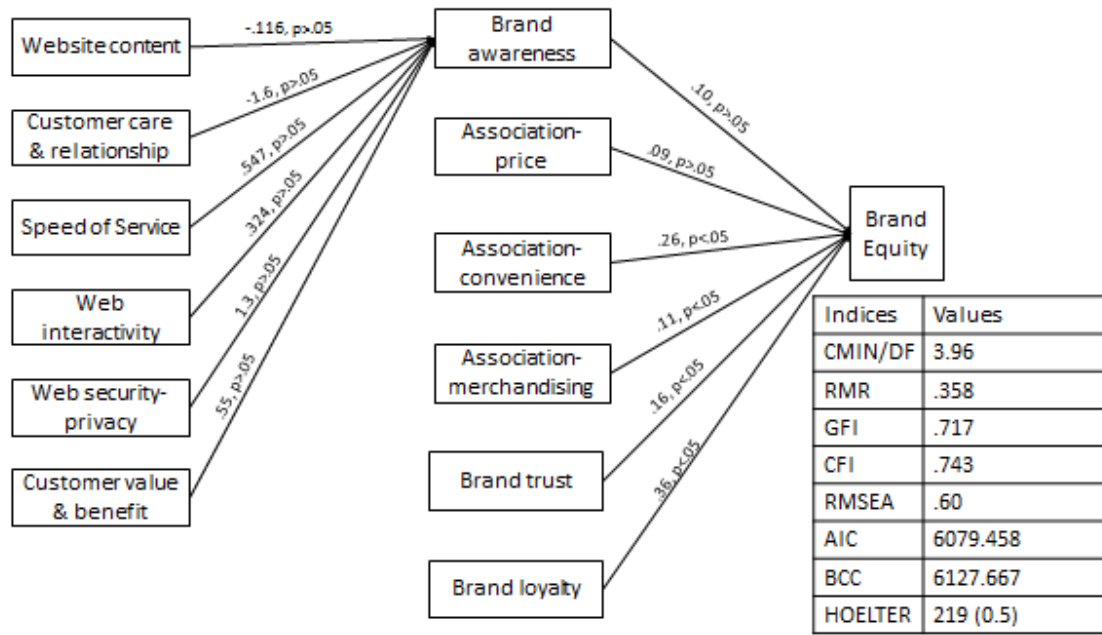 Website content
-.116, p>.05
Brand
awareness
Customer care
& relationship
-1.6, p>.05
.10, p>.05
Association-
price
.547, p>.05
.09, p>.05
Speed of Service
.324, p>.05
Brand
Equity
Association-
convenience
.26, p<.05
Web
interactivity
1.3, p>.05
.11, p<.05
Association-
merchandising
Web security-
privacy
.55, p>.05
.16, p<.05
Brand trust
Customer value
& benefit
.36, p<.05
Brand loyalty
Indices Values
CMIN/DF 3.96
RMR .358
GFI .717
CFI .743
RMSEA .60
AIC 6079.458
BCC 6127.667
HOELTER 219 (0.5)